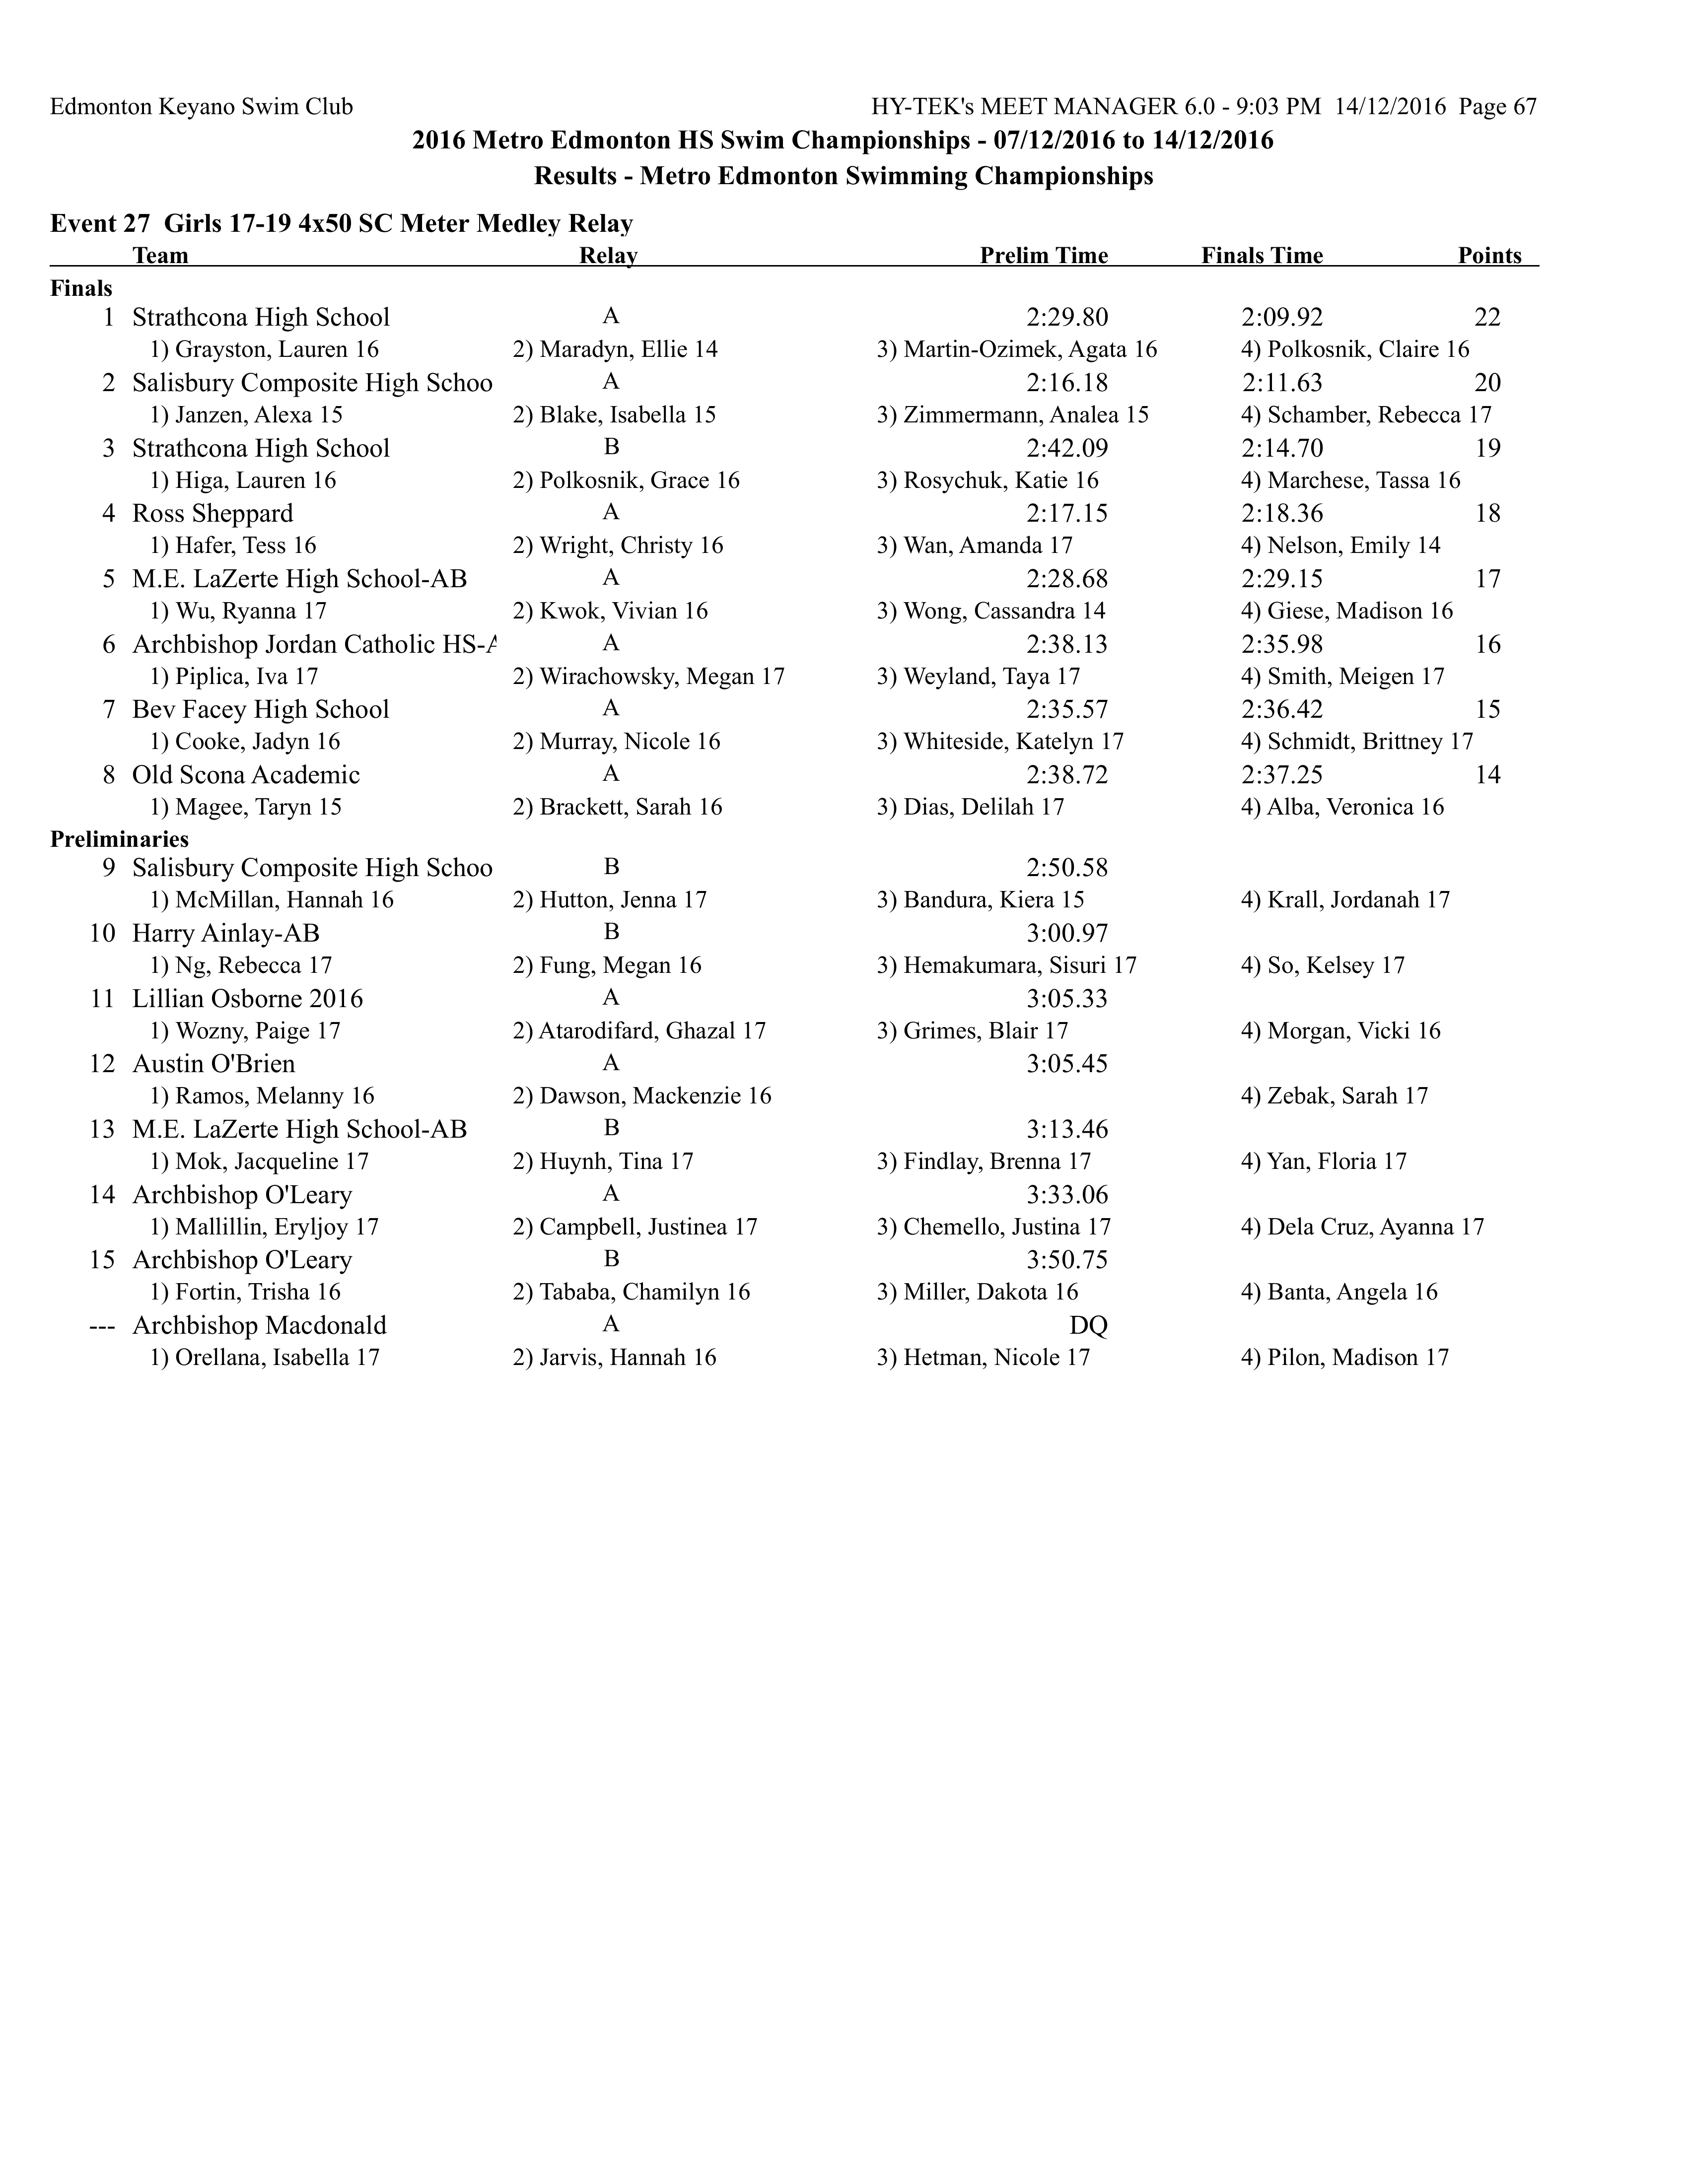 Edmonton Keyano Swim Club HY-TEK's MEET MANAGER 6.0 - 9:03 PM 14/12/2016 Page 67
2016 Metro Edmonton HS Swim Championships - 07/12/2016 to 14/12/2016
Results - Metro Edmonton Swimming Championships
Event 27 Girls 17-19 4x50 SC Meter Medley Relay
Team Relay Prelim Time Finals Time Points
Finals
1 Strathcona High School A 2:29.80 2:09.92 22
1) Grayston, Lauren 16 2) Maradyn, Ellie 14 3) Martin-Ozimek, Agata 16 4) Polkosnik, Claire 16
2 Salisbury Composite High Schoo A 2:16.18 2:11.63 20
1) Janzen, Alexa 15 2) Blake, Isabella 15 3) Zimmermann, Analea 15 4) Schamber, Rebecca 17
3 Strathcona High School B 2:42.09 2:14.70 19
1) Higa, Lauren 16 2) Polkosnik, Grace 16 3) Rosychuk, Katie 16 4) Marchese, Tassa 16
4 Ross Sheppard A 2:17.15 2:18.36 18
1) Hafer, Tess 16 2) Wright, Christy 16 3) Wan, Amanda 17 4) Nelson, Emily 14
5 M.E. LaZerte High School-AB A 2:28.68 2:29.15 17
1) Wu, Ryanna 17 2) Kwok, Vivian 16 3) Wong, Cassandra 14 4) Giese, Madison 16
6 Archbishop Jordan Catholic HS-A A 2:38.13 2:35.98 16
1) Piplica, Iva 17 2) Wirachowsky, Megan 17 3) Weyland, Taya 17 4) Smith, Meigen 17
7 Bev Facey High School A 2:35.57 2:36.42 15
1) Cooke, Jadyn 16 2) Murray, Nicole 16 3) Whiteside, Katelyn 17 4) Schmidt, Brittney 17
8 Old Scona Academic A 2:38.72 2:37.25 14
1) Magee, Taryn 15 2) Brackett, Sarah 16 3) Dias, Delilah 17 4) Alba, Veronica 16
Preliminaries
9 Salisbury Composite High Schoo B 2:50.58
1) McMillan, Hannah 16 2) Hutton, Jenna 17 3) Bandura, Kiera 15 4) Krall, Jordanah 17
10 Harry Ainlay-AB B 3:00.97
1) Ng, Rebecca 17 2) Fung, Megan 16 3) Hemakumara, Sisuri 17 4) So, Kelsey 17
11 Lillian Osborne 2016 A 3:05.33
1) Wozny, Paige 17 2) Atarodifard, Ghazal 17 3) Grimes, Blair 17 4) Morgan, Vicki 16
12 Austin O'Brien A 3:05.45
1) Ramos, Melanny 16 2) Dawson, Mackenzie 16 4) Zebak, Sarah 17
13 M.E. LaZerte High School-AB B 3:13.46
1) Mok, Jacqueline 17 2) Huynh, Tina 17 3) Findlay, Brenna 17 4) Yan, Floria 17
14 Archbishop O'Leary A 3:33.06
1) Mallillin, Eryljoy 17 2) Campbell, Justinea 17 3) Chemello, Justina 17 4) Dela Cruz, Ayanna 17
15 Archbishop O'Leary B 3:50.75
1) Fortin, Trisha 16 2) Tababa, Chamilyn 16 3) Miller, Dakota 16 4) Banta, Angela 16
--- Archbishop Macdonald A DQ
1) Orellana, Isabella 17 2) Jarvis, Hannah 16 3) Hetman, Nicole 17 4) Pilon, Madison 17